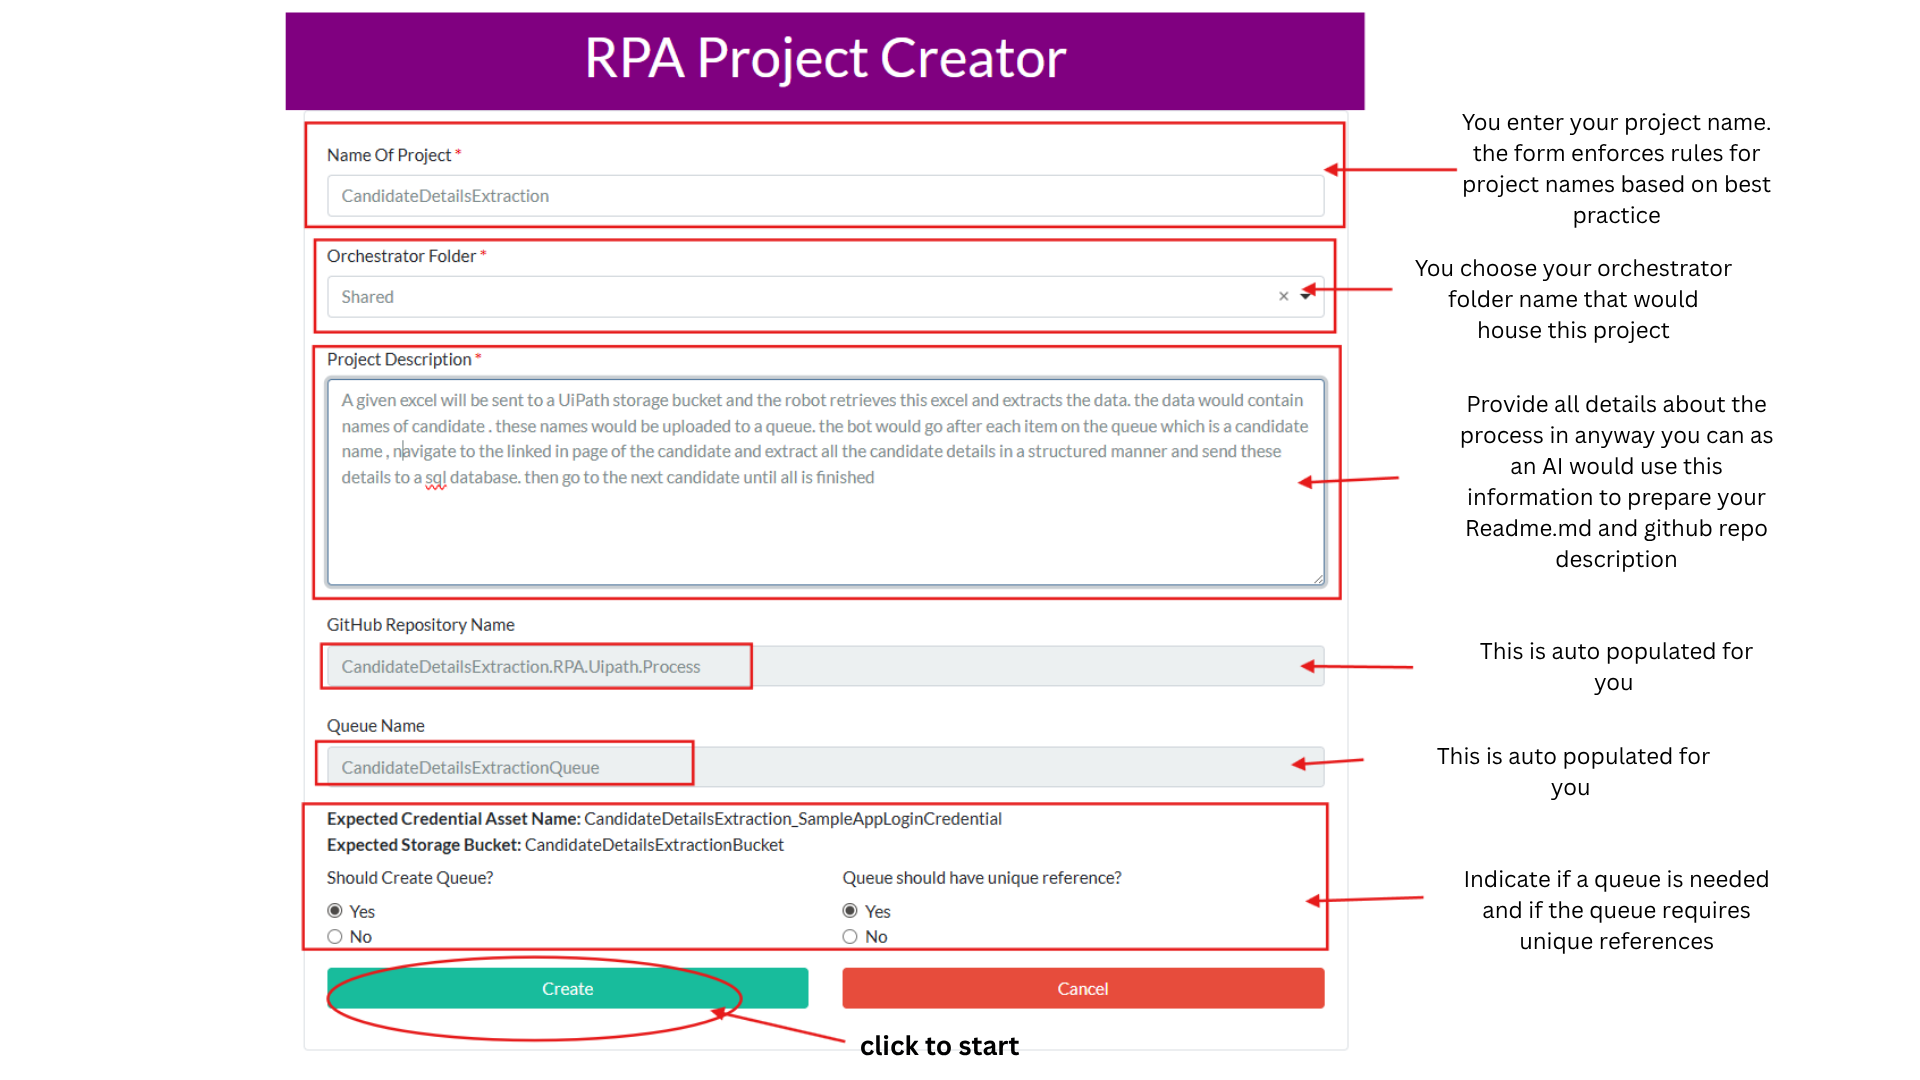 RPA Project Creator
Name Of Project *
CandidateDetailsExtraction
You enter your project name.
the form enforces rules for
project names based on best
practice
Orchestrator Folder *
Shared
×
You choose your orchestrator
folder name that would
house this project
Project Description *
A given excel will be sent to a UiPath storage bucket and the robot retrieves this excel and extracts the data. the data would contain
names of candidate . these names would be uploaded to a queue. the bot would go after each item on the queue which is a candidate
name , navigate to the linked in page of the candidate and extract all the candidate details in a structured manner and send these
details to a sql database. then go to the next candidate until all is finished
Provide all details about the
process in anyway you can as
an AI would use this
information to prepare your
Readme.md and github repo
description
GitHub Repository Name
CandidateDetailsExtraction.RPA.Uipath.Process
This is auto populated for
you
Queue Name
CandidateDetailsExtractionQueue
This is auto populated for
you
Expected Credential Asset Name: CandidateDetailsExtraction_SampleAppLoginCredential
Expected Storage Bucket: CandidateDetailsExtractionBucket
Should Create Queue?
Yes
No
Queue should have unique reference?
Yes
No
Indicate if a queue is needed
and if the queue requires
unique references
Create
Cancel
click to start